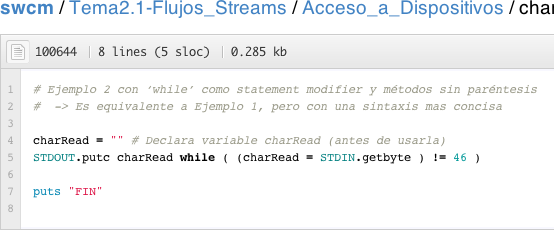 swcm / Tema2.1-Flujos_Streams / Acceso_a_Dispositivos / cha
100644 8 lines (5 sloc) 0.285 kb
1 # Ejemplo 2 con ‘while’ como statement modifier y métodos sin paréntesis
2 #  -> Es equivalente a Ejemplo 1, pero con una sintaxis mas concisa
3
4 charRead = "" # Declara variable charRead (antes de usarla)
5 STDOUT.putc charRead while ( (charRead = STDIN.getbyte ) != 46 )
6
7 puts "FIN"
8